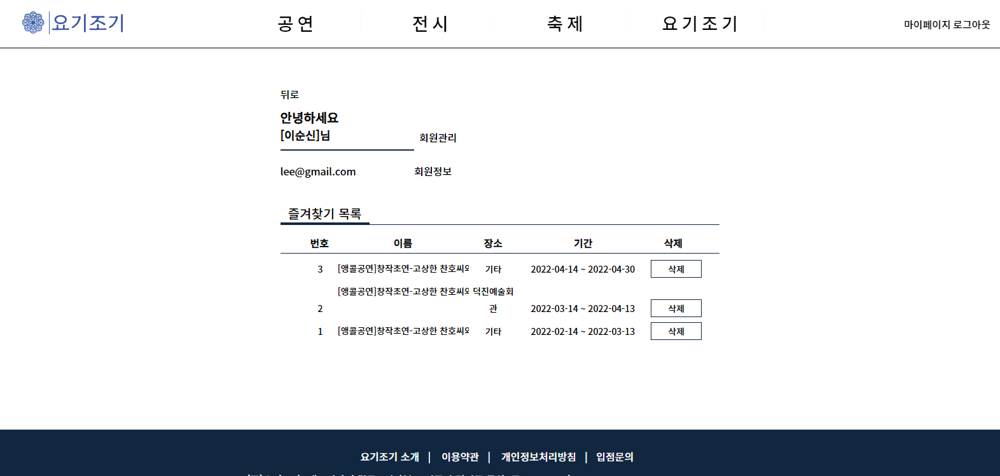 요기조기 공연 전시 축제 요기조기 마이페이지 로그아웃
뒤로
안녕하세요
[이순신]님 회원관리
lee@gmail.com 회원정보
즐겨찾기 목록
번호 이름 장소 기간 삭제
3 [앵콜공연]창작초연-고상한 찬호씨와 기타 2022-04-14 ~ 2022-04-30 삭제
[앵콜공연]창작초연-고상한 찬호씨와 덕진예술회
2 관 2022-03-14 ~ 2022-04-13 삭제
1 [앵콜공연]창작초연-고상한 찬호씨와 기타 2022-02-14 ~ 2022-03-13 삭제
요기조기 소개 | 이용약관 | 개인정보처리방침 | 입점문의